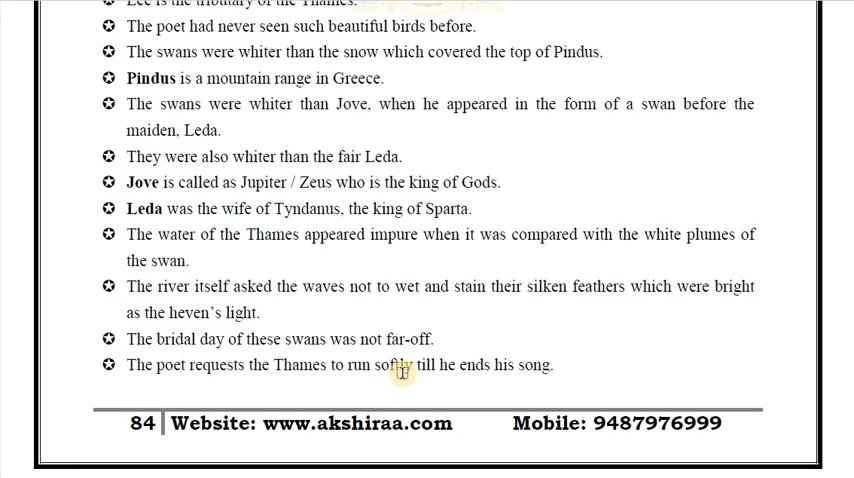 Lee is the tributary of the Thames.
The poet had never seen such beautiful birds before.
The swans were whiter than the snow which covered the top of Pindus.
Pindus is a mountain range in Greece.
The swans were whiter than Jove, when he appeared in the form of a swan before the
maiden, Leda.
They were also whiter than the fair Leda.
Jove is called as Jupiter / Zeus who is the king of Gods.
Leda was the wife of Tyndanus, the king of Sparta.
The water of the Thames appeared impure when it was compared with the white plumes of
the swan.
The river itself asked the waves not to wet and stain their silken feathers which were bright
as the heven's light.
The bridal day of these swans was not far-off.
The poet requests the Thames to run softly till he ends his song.
84 Website: www.akshiraa.com Mobile: 9487976999